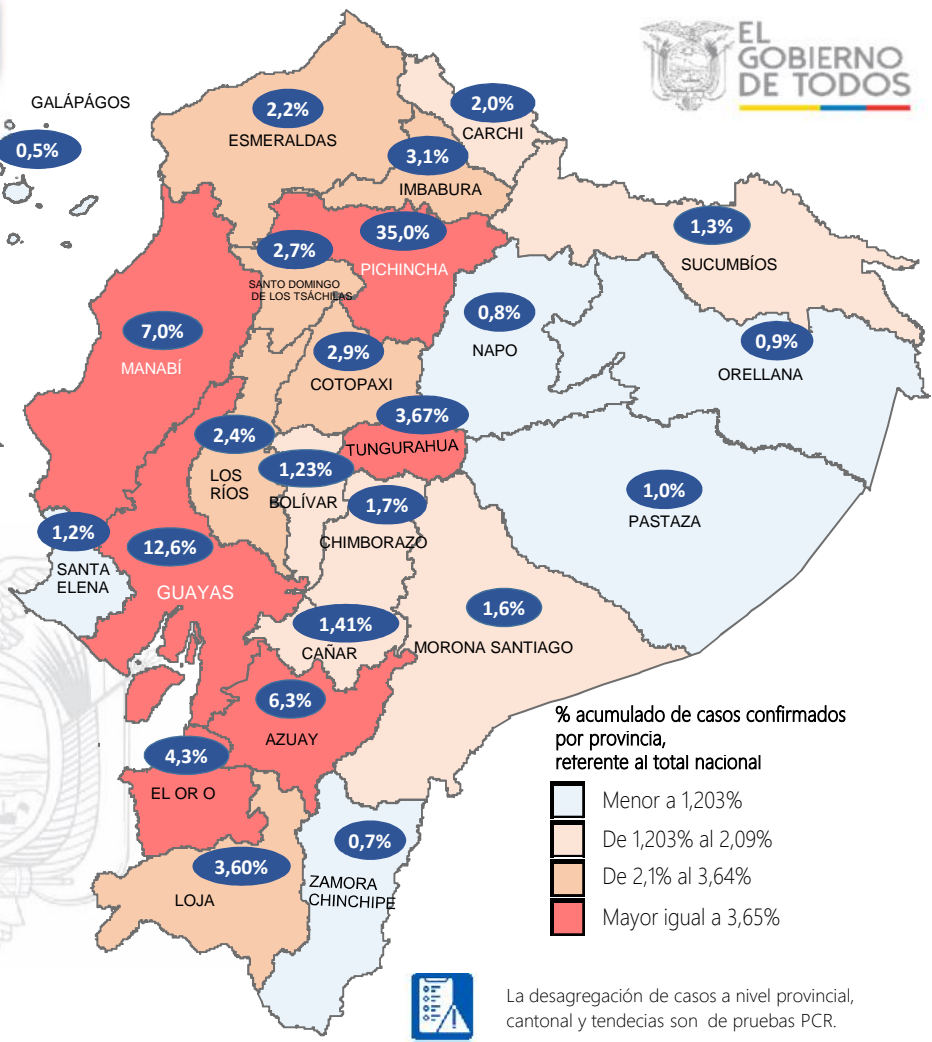 EL
GOBIERNO
DE TODOS
GALÁPÁGOS
0,5%
2,2%
ESMERALDAS
2,0%
CARCHI
3,1%
IMBABURA
1,3%
SUCUMBÍOS
35,0%
PICHINCHA
2,7%
SANTO DOMINGO
DE LOS TSÁCHILAS
7,0%
MANABÍ
0,8%
NAPO
0,9%
ORELLANA
2,9%
COTOPAXI
3,67%
TUNGURAHUA
2,4%
LOS
RÍOS
1,23%
BOLÍVAR
1,7%
CHIMBORAZO
1,0%
PASTAZA
1,2%
SANTA
ELENA
12,6%
GUAYAS
1,41%
CAÑAR
1,6%
MORONA SANTIAGO
6,3%
AZUAY
4,3%
EL OR O
3,60%
LOJA
0,7%
ZAMORA
CHINCHIPE
% acumulado de casos confirmados
por provincia,
referente al total nacional
Menor a 1,203%
De 1,203% al 2,09%
De 2,1% al 3,64%
Mayor igual a 3,65%
La desagregación de casos a nivel provincial,
cantonal y tendecias son de pruebas PCR.